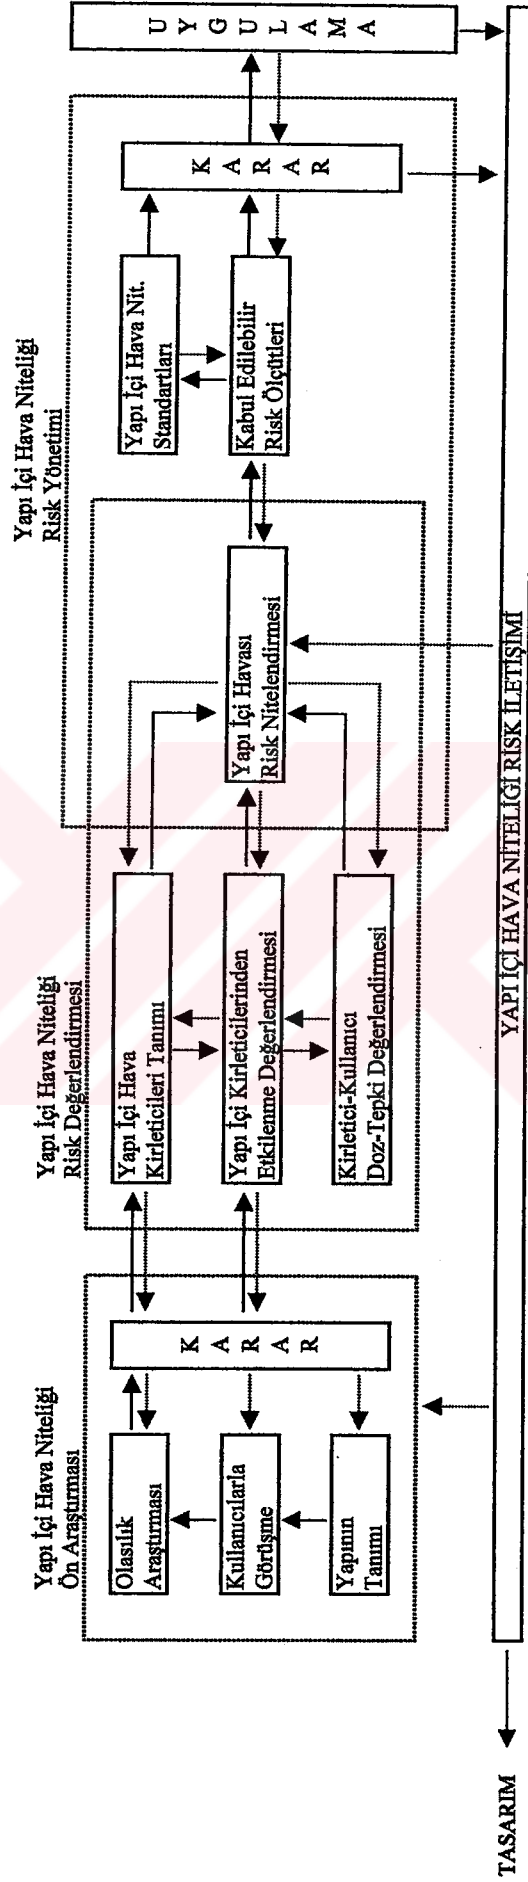 Yapı İçi Hava Niteliği
Ön Araştırması
Olasılık
Araştırması
Kullanıcılarla
Görüşme
Yapının
Tanımı
K A R A R
Yapı İçi Hava Niteliği
Risk Değerlendirmesi
Yapı İçi Hava
Kirleticileri Tanımı
Yapı İçi Kirleticilerinden
Etkilenme Değerlendirmesi
Kirletici-Kullanıcı
Doz-Tepki Değerlendirmesi
Yapı İçi Havası
Risk Nitelendirmesi
Yapı İçi Hava Niteliği
Risk Yönetimi
Yapı İçi Hava Nit.
Standartları
Kabul Edilebilir
Risk Ölçütleri
K A R A R
U Y G U L A M A
YAPI İÇİ HAVA NİTELİĞİ RİSK İLETİŞİMİ
TASARIM